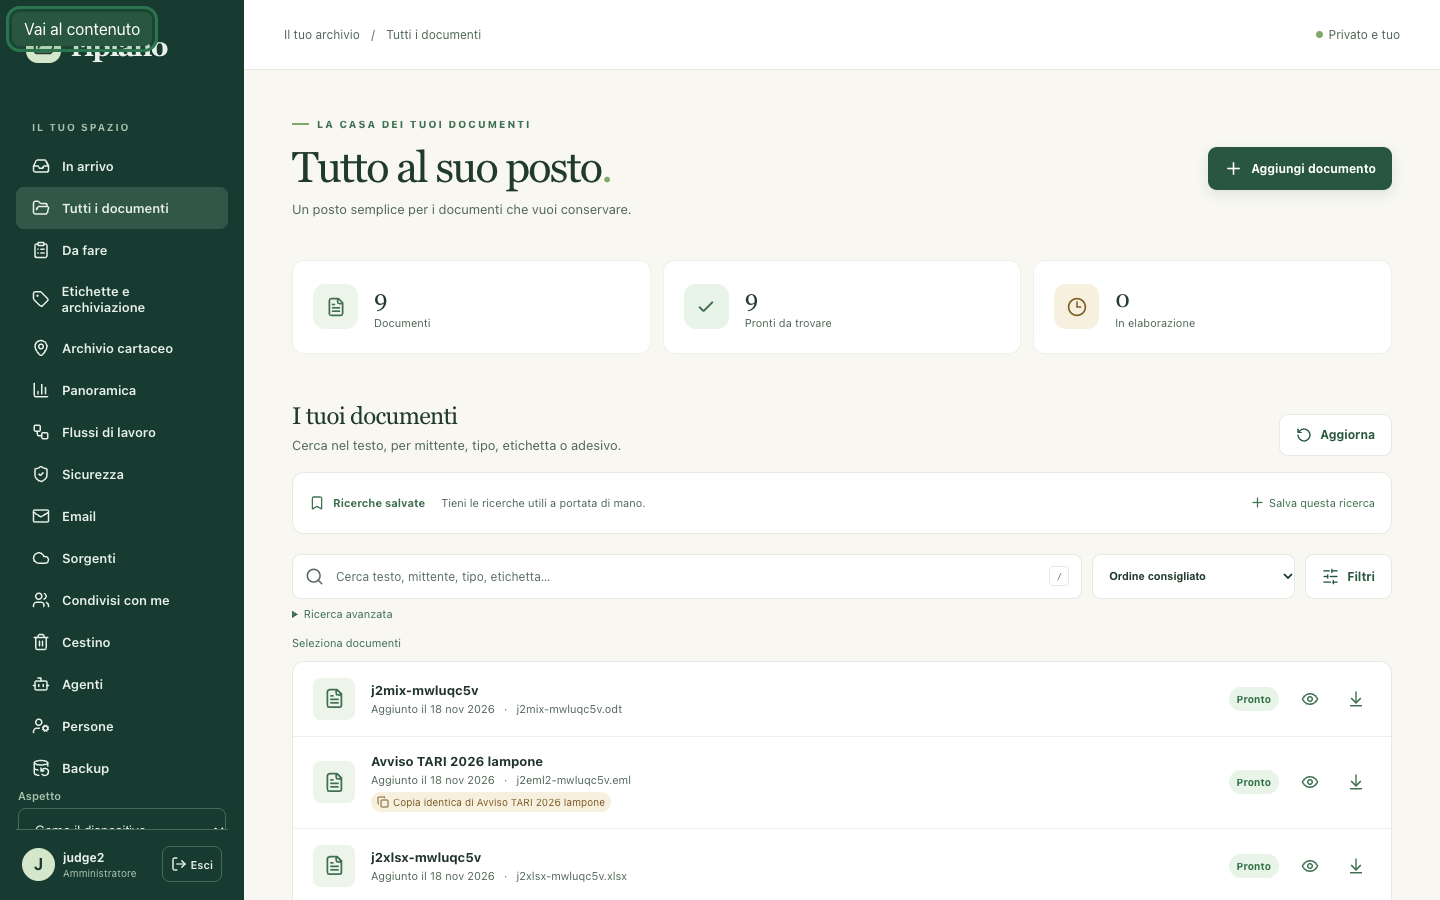 Vai al contenuto
ripiano
IL TUO SPAZIO
In arrivo
Tutti i documenti
Da fare
Etichette e
archiviazione
Archivio cartaceo
Panoramica
Flussi di lavoro
Sicurezza
Email
Sorgenti
Condivisi con me
Cestino
Agenti
Persone
Backup
Aspetto
Come il dispositivo
J
judge2
Amministratore
Esci
Il tuo archivio / Tutti i documenti
Privato e tuo
LA CASA DEI TUOI DOCUMENTI
Tutto al suo posto.
Un posto semplice per i documenti che vuoi conservare.
Aggiungi documento
9
Documenti
9
Pronti da trovare
0
In elaborazione
I tuoi documenti
Cerca nel testo, per mittente, tipo, etichetta o adesivo.
Aggiorna
Ricerche salvate Tieni le ricerche utili a portata di mano.
Salva questa ricerca
Cerca testo, mittente, tipo, etichetta... /
Ordine consigliato
Filtri
Ricerca avanzata
Seleziona documenti
j2mix-mwluqc5v
Aggiunto il 18 nov 2026 · j2mix-mwluqc5v.odt
Pronto
Avviso TARI 2026 lampone
Aggiunto il 18 nov 2026 · j2eml2-mwluqc5v.eml
Copia identica di Avviso TARI 2026 lampone
Pronto
j2xlsx-mwluqc5v
Aggiunto il 18 nov 2026 · j2xlsx-mwluqc5v.xlsx
Pronto